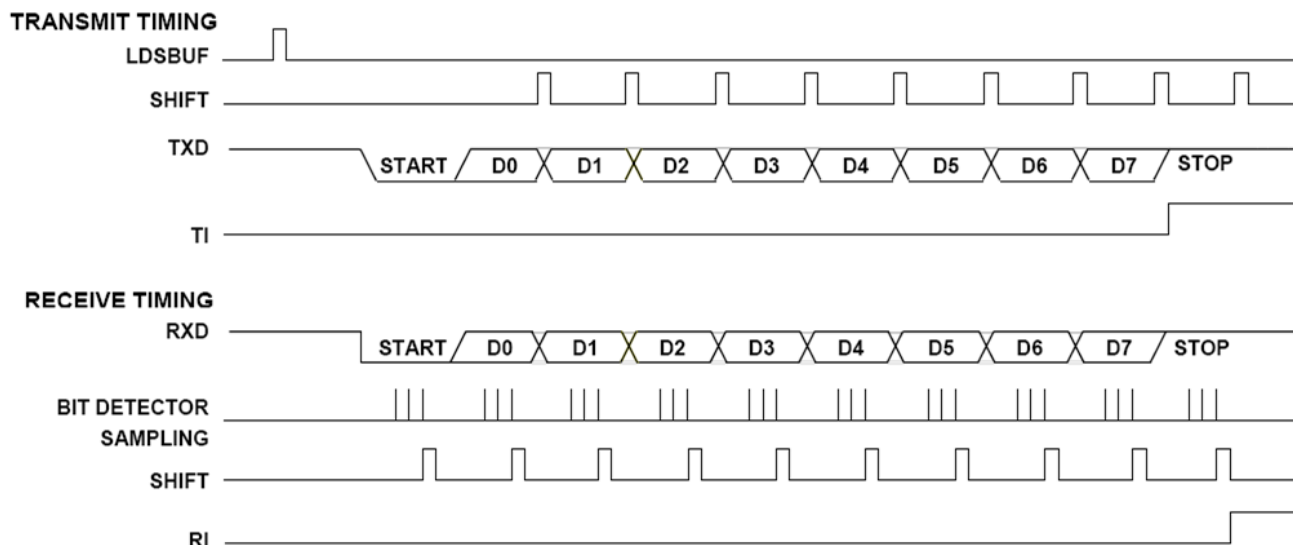 TRANSMIT TIMING
LDSBUF
SHIFT
TXD START D0 D1 D2 D3 D4 D5 D6 D7 STOP
TI
RECEIVE TIMING
RXD START D0 D1 D2 D3 D4 D5 D6 D7 STOP
BIT DETECTOR
SAMPLING
SHIFT
RI